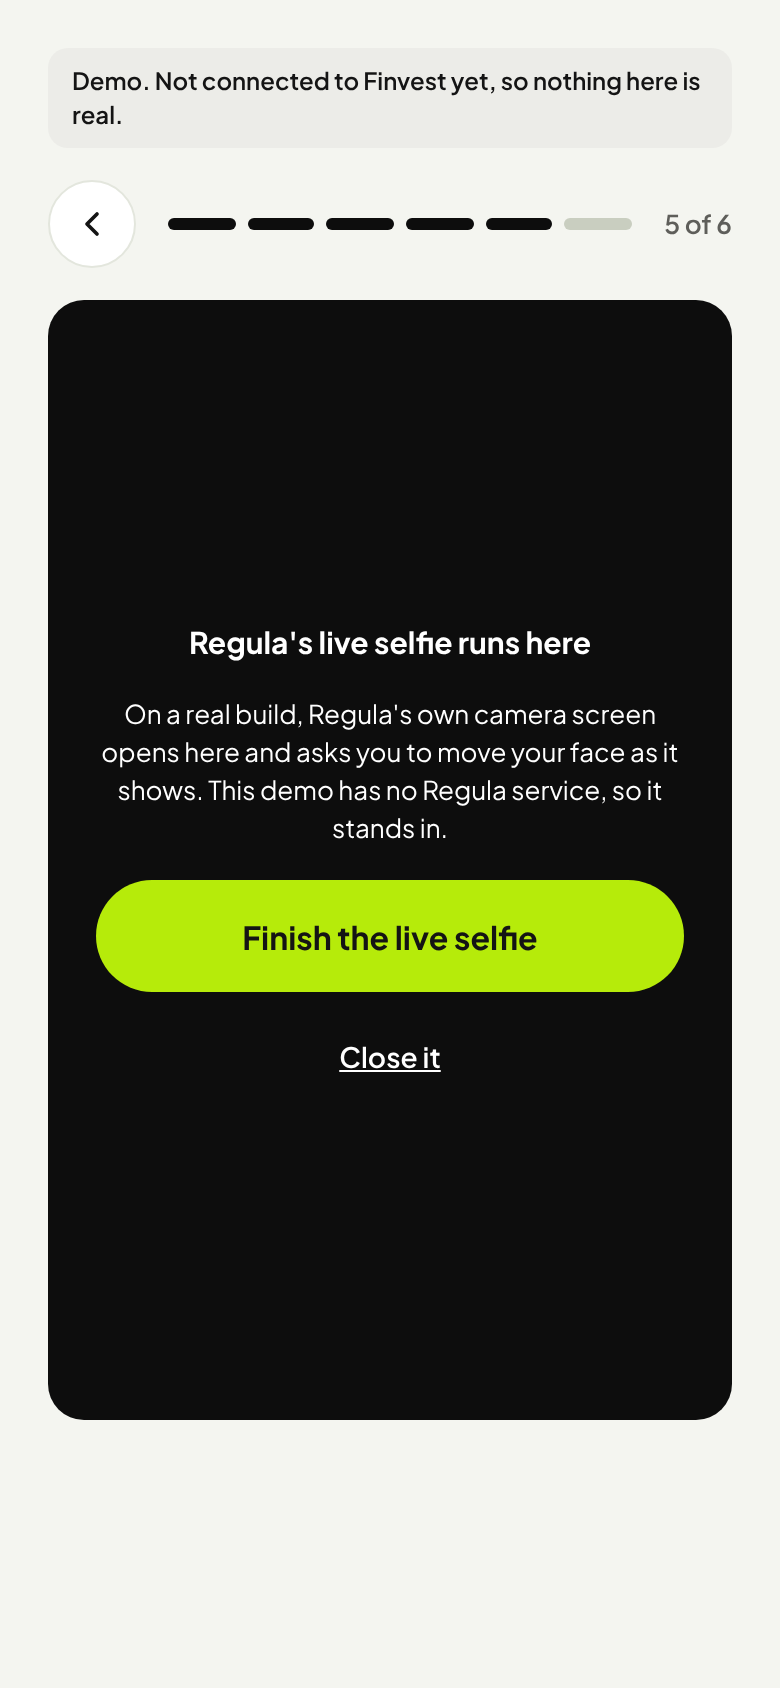 Demo. Not connected to Finvest yet, so nothing here is
real.
5 of 6
Regula's live selfie runs here
On a real build, Regula's own camera screen
opens here and asks you to move your face as it
shows. This demo has no Regula service, so it
stands in.
Finish the live selfie
Close it